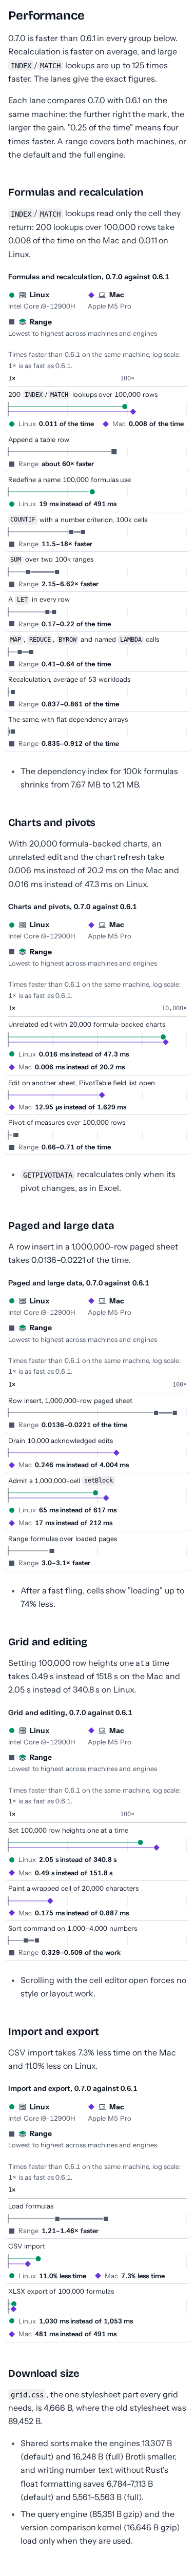 Performance
0.7.0 is faster than 0.6.1 in every group below.
Recalculation is faster on average, and large
INDEX / MATCH lookups are up to 125 times
faster. The lanes give the exact figures.
Each lane compares 0.7.0 with 0.6.1 on the
same machine: the further right the mark, the
larger the gain. "0.25 of the time" means four
times faster. A range covers both machines, or
the default and the full engine.
Formulas and recalculation
INDEX / MATCH lookups read only the cell they
return: 200 lookups over 100,000 rows take
0.008 of the time on the Mac and 0.011 on
Linux.
Formulas and recalculation, 0.7.0 against 0.6.1
Linux Mac
Intel Core i9-12900H Apple M5 Pro
Range
Lowest to highest across machines and engines
Times faster than 0.6.1 on the same machine, log scale:
1× is as fast as 0.6.1.
1× 100×
200 INDEX / MATCH lookups over 100,000 rows
Linux 0.011 of the time Mac 0.008 of the time
Append a table row
Range about 60× faster
Redefine a name 100,000 formulas use
Linux 19 ms instead of 491 ms
COUNTIF with a number criterion, 100k cells
Range 11.5–18× faster
SUM over two 100k ranges
Range 2.15–6.62× faster
A LET in every row
Range 0.17–0.22 of the time
MAP, REDUCE, BYROW and named LAMBDA calls
Range 0.41–0.64 of the time
Recalculation, average of 53 workloads
Range 0.837–0.861 of the time
The same, with flat dependency arrays
Range 0.835–0.912 of the time
• The dependency index for 100k formulas
shrinks from 7.67 MB to 1.21 MB.
Charts and pivots
With 20,000 formula-backed charts, an
unrelated edit and the chart refresh take
0.006 ms instead of 20.2 ms on the Mac and
0.016 ms instead of 47.3 ms on Linux.
Charts and pivots, 0.7.0 against 0.6.1
Linux Mac
Intel Core i9-12900H Apple M5 Pro
Range
Lowest to highest across machines and engines
Times faster than 0.6.1 on the same machine, log scale:
1× is as fast as 0.6.1.
1× 10,000×
Unrelated edit with 20,000 formula-backed charts
Linux 0.016 ms instead of 47.3 ms
Mac 0.006 ms instead of 20.2 ms
Edit on another sheet, PivotTable field list open
Mac 12.95 µs instead of 1.629 ms
Pivot of measures over 100,000 rows
Range 0.66–0.71 of the time
• GETPIVOTDATA recalculates only when its
pivot changes, as in Excel.
Paged and large data
A row insert in a 1,000,000-row paged sheet
takes 0.0136–0.0221 of the time.
Paged and large data, 0.7.0 against 0.6.1
Linux Mac
Intel Core i9-12900H Apple M5 Pro
Range
Lowest to highest across machines and engines
Times faster than 0.6.1 on the same machine, log scale:
1× is as fast as 0.6.1.
1× 100×
Row insert, 1,000,000-row paged sheet
Range 0.0136–0.0221 of the time
Drain 10,000 acknowledged edits
Mac 0.246 ms instead of 4.004 ms
Admit a 1,000,000-cell setBlock
Linux 65 ms instead of 617 ms
Mac 17 ms instead of 212 ms
Range formulas over loaded pages
Range 3.0–3.1× faster
• After a fast fling, cells show "loading" up to
74% less.
Grid and editing
Setting 100,000 row heights one at a time
takes 0.49 s instead of 151.8 s on the Mac and
2.05 s instead of 340.8 s on Linux.
Grid and editing, 0.7.0 against 0.6.1
Linux Mac
Intel Core i9-12900H Apple M5 Pro
Range
Lowest to highest across machines and engines
Times faster than 0.6.1 on the same machine, log scale:
1× is as fast as 0.6.1.
1× 100×
Set 100,000 row heights one at a time
Linux 2.05 s instead of 340.8 s
Mac 0.49 s instead of 151.8 s
Paint a wrapped cell of 20,000 characters
Mac 0.175 ms instead of 0.887 ms
Sort command on 1,000–4,000 numbers
Range 0.329–0.509 of the work
• Scrolling with the cell editor open forces no
style or layout work.
Import and export
CSV import takes 7.3% less time on the Mac
and 11.0% less on Linux.
Import and export, 0.7.0 against 0.6.1
Linux Mac
Intel Core i9-12900H Apple M5 Pro
Range
Lowest to highest across machines and engines
Times faster than 0.6.1 on the same machine, log scale:
1× is as fast as 0.6.1.
1×
Load formulas
Range 1.21–1.46× faster
CSV import
Linux 11.0% less time Mac 7.3% less time
XLSX export of 100,000 formulas
Linux 1,030 ms instead of 1,053 ms
Mac 481 ms instead of 491 ms
Download size
grid.css, the one stylesheet part every grid
needs, is 4,666 B, where the old stylesheet was
89,452 B.
• Shared sorts make the engines 13,307 B
(default) and 16,248 B (full) Brotli smaller,
and writing number text without Rust's
float formatting saves 6,784–7,113 B
(default) and 5,561–5,563 B (full).
• The query engine (85,351 B gzip) and the
version comparison kernel (16,646 B gzip)
load only when they are used.